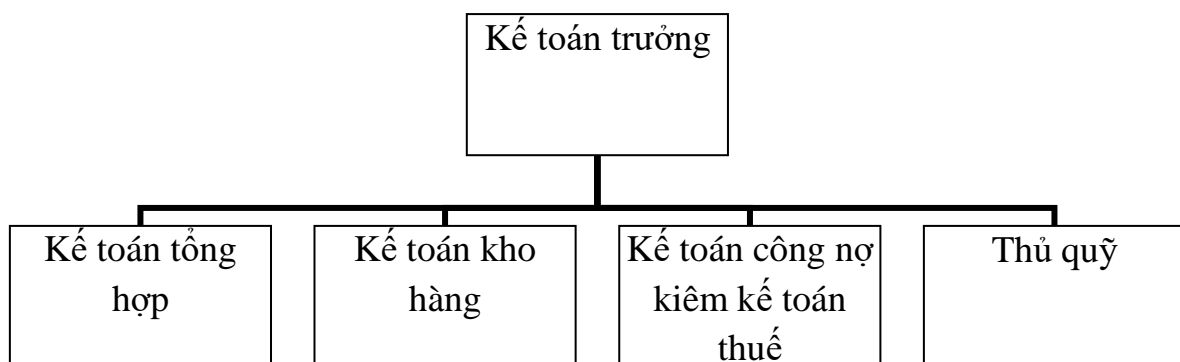 Kế toán trưởng
Kế toán tổng
hợp
Kế toán kho
hàng
Kế toán công nợ
kiêm kế toán
thuế
Thủ quỹ